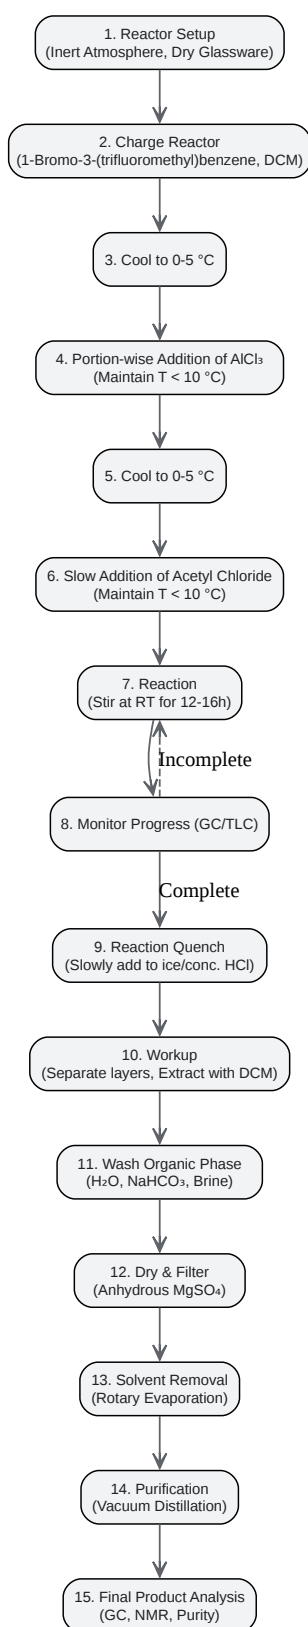 1. Reactor Setup
(Inert Atmosphere, Dry Glassware)
2. Charge Reactor
(1-Bromo-3-(trifluoromethyl)benzene, DCM)
3. Cool to 0-5 °C
4. Portion-wise Addition of AlCl₃
(Maintain T < 10 °C)
5. Cool to 0-5 °C
6. Slow Addition of Acetyl Chloride
(Maintain T < 10 °C)
7. Reaction
(Stir at RT for 12-16h)
Incomplete
8. Monitor Progress (GC/TLC)
Complete
9. Reaction Quench
(Slowly add to ice/conc. HCl)
10. Workup
(Separate layers, Extract with DCM)
11. Wash Organic Phase
(H₂O, NaHCO₃, Brine)
12. Dry & Filter
(Anhydrous MgSO₄)
13. Solvent Removal
(Rotary Evaporation)
14. Purification
(Vacuum Distillation)
15. Final Product Analysis
(GC, NMR, Purity)